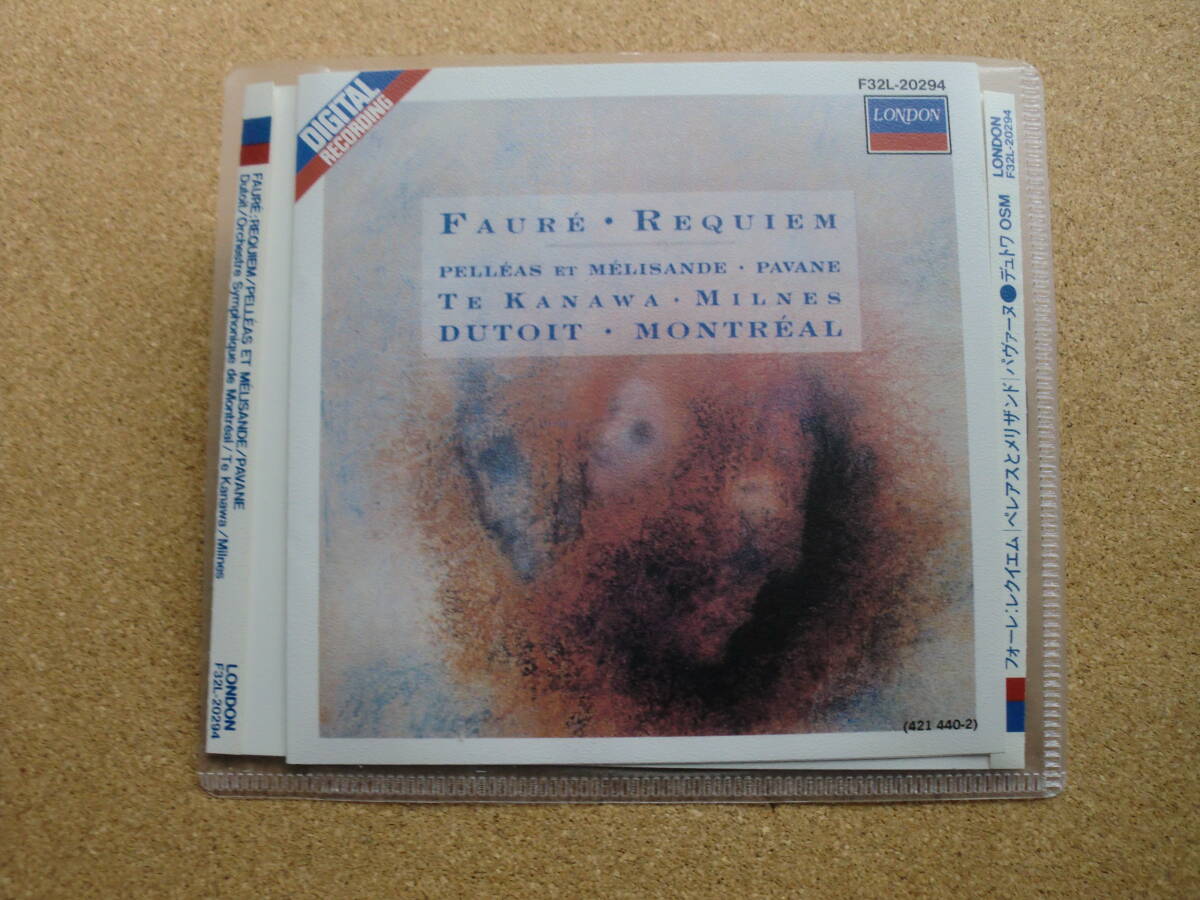 DIGITAL
RECORDING
F32L-20294
LONDON
FAURÉ · REQUIEM
PELLÉAS ET MÉLISANDE · PAVANE
TE KANAWA · MILNES
DUTOIT · MONTRÉAL
(421 440-2)
FAURÉ:REQUIEM/PELLÉAS ET MÉLISANDE/PAVANE
Dutoit/Orchestre Symphonique de Montréal/Te Kanawa/Milnes
LONDON
F32L-20294
LONDON
F32L-20294
フォーレ:レクイエム|ペレアスとメリザンド|パヴァーヌ●デュトワ OSM